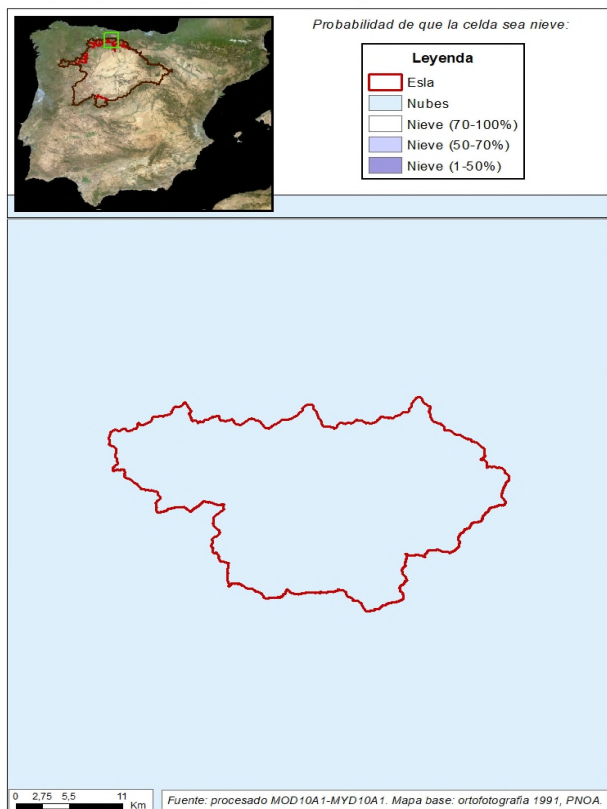 Probabilidad de que la celda sea nieve:
Leyenda
Esla
Nubes
Nieve (70-100%)
Nieve (50-70%)
Nieve (1-50%)
0 2,75 5,5 11
Km
Fuente: procesado MOD10A1-MYD10A1. Mapa base: ortofotografía 1991, PNOA